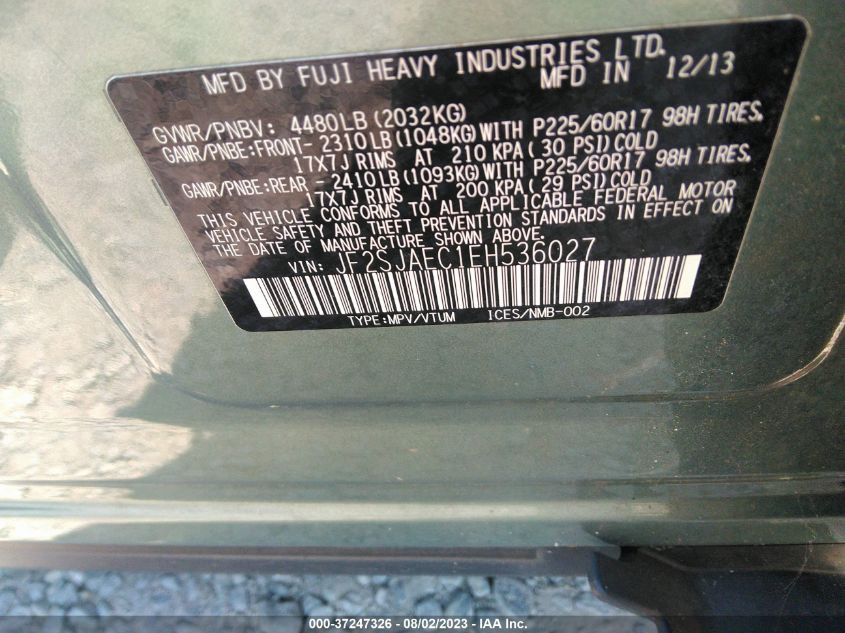 MFD BY FUJI HEAVY INDUSTRIES LTD.
MFD IN 12/13
GVWR/PNBV: 4480LB (2032KG)
GAWR/PNBE:FRONT- 2310LB(1048KG)WITH P225/60R17 98H TIRES,
17X7J RIMS AT 210 KPA(30 PSI)COLD
GAWR/PNBE:REAR - 2410LB(1093KG)WITH P225/60R17 98H TIRES,
17X7J RIMS AT 200 KPA(29 PSI)COLD
THIS VEHICLE CONFORMS TO ALL APPLICABLE FEDERAL MOTOR
VEHICLE SAFETY AND THEFT PREVENTION STANDARDS IN EFFECT ON
THE DATE OF MANUFACTURE SHOWN ABOVE.
VIN: JF2SJAEC1EH536027
TYPE:MPV/VTUM ICES/NMB-002
000-37247326 - 08/02/2023 - IAA Inc.